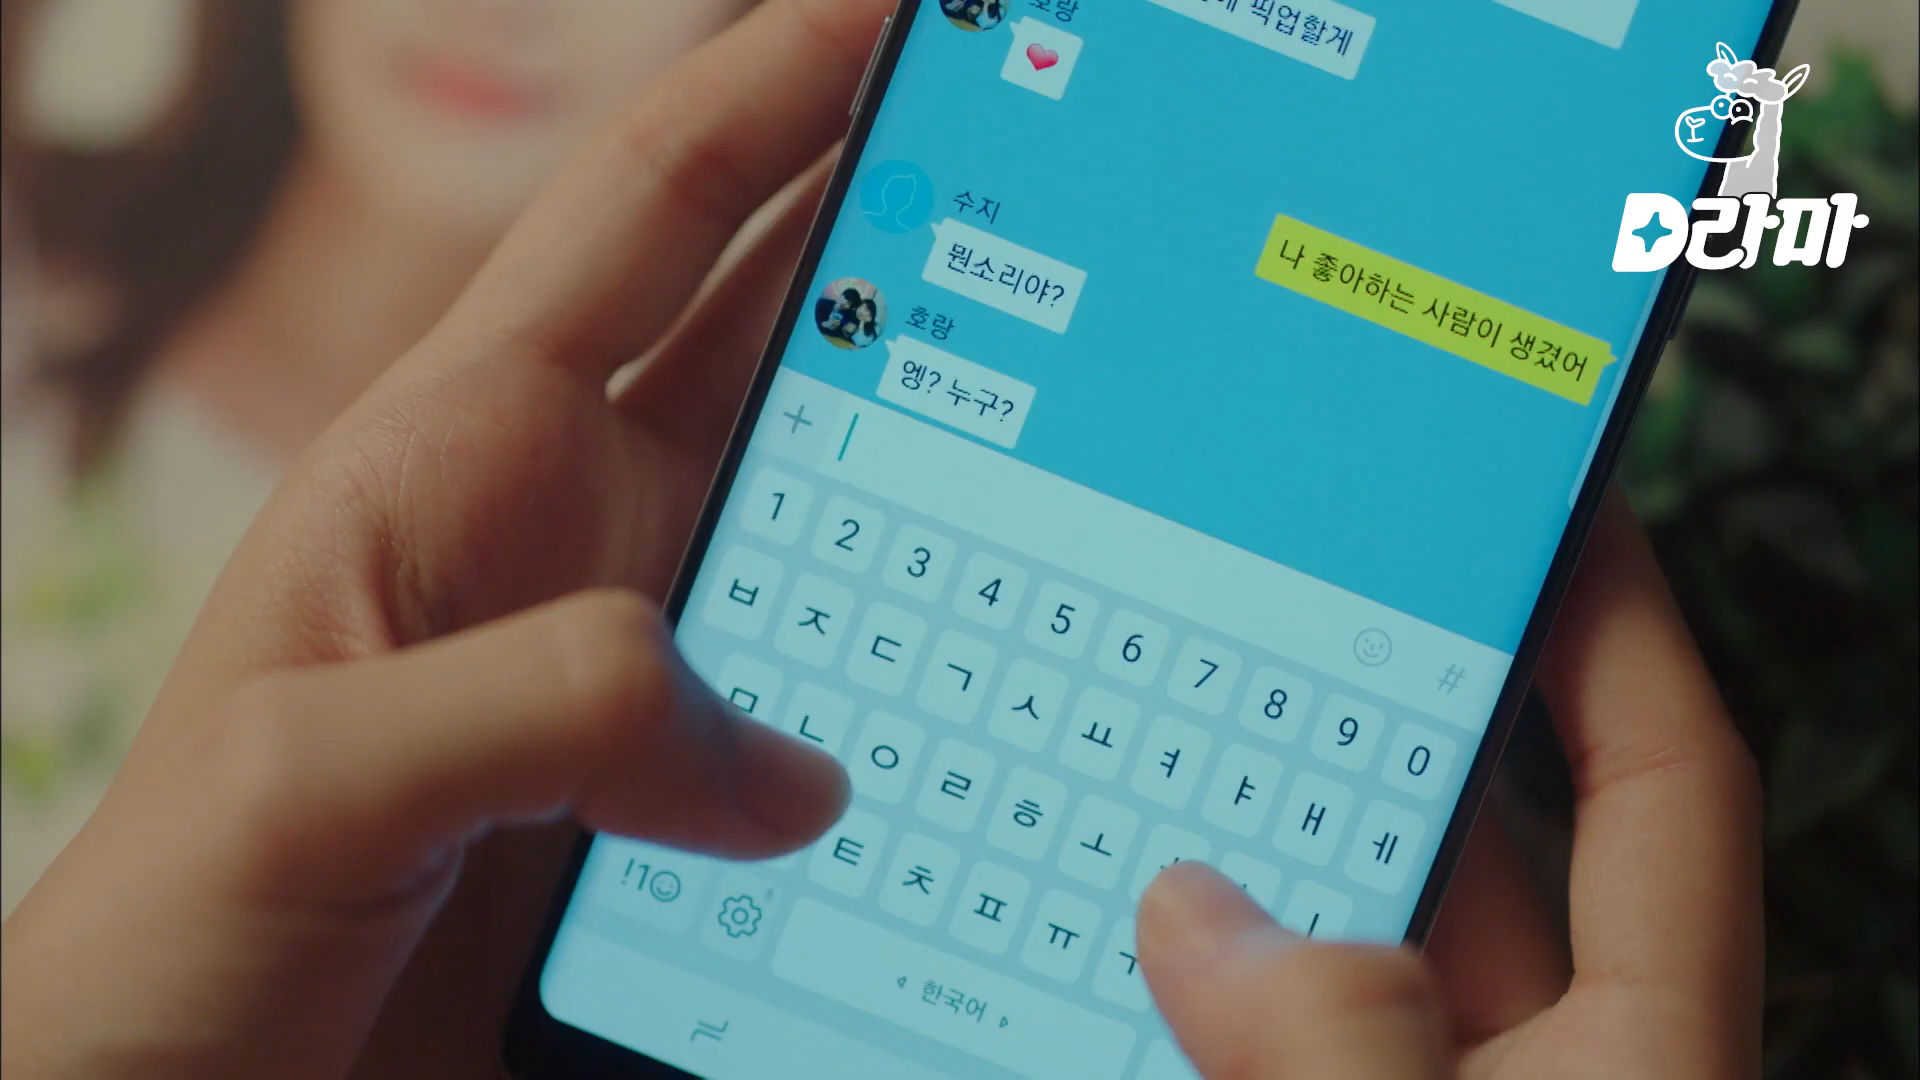 호랑
픽업할게
수지
뭔소리야?
나 좋아하는 사람이 생겼어
호랑
엥? 누구?
D라마
1 2 3 4 5 6 7 8 9 0
ㅂ ㅈ ㄷ ㄱ ㅅ ㅛ ㅕ ㅑ ㅐ ㅔ
ㅁ ㄴ ㅇ ㄹ ㅎ ㅗ ㅣ
ㅌ ㅊ ㅍ ㅠ ㅜ
!1☺
한국어
#